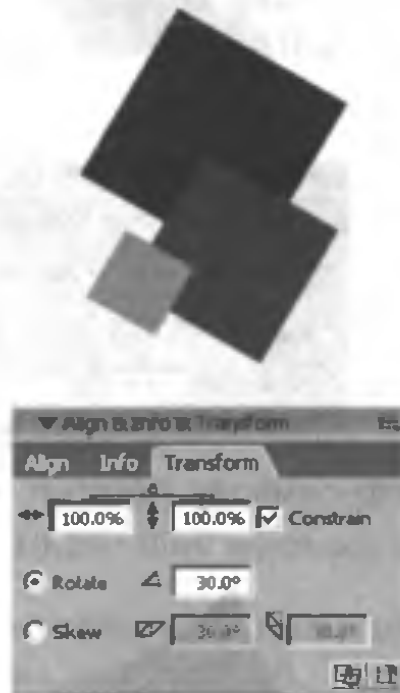 Align & Info & Transform
Align Info Transform
100.0% 100.0% Constrain
Rotate 30.0°
Skew